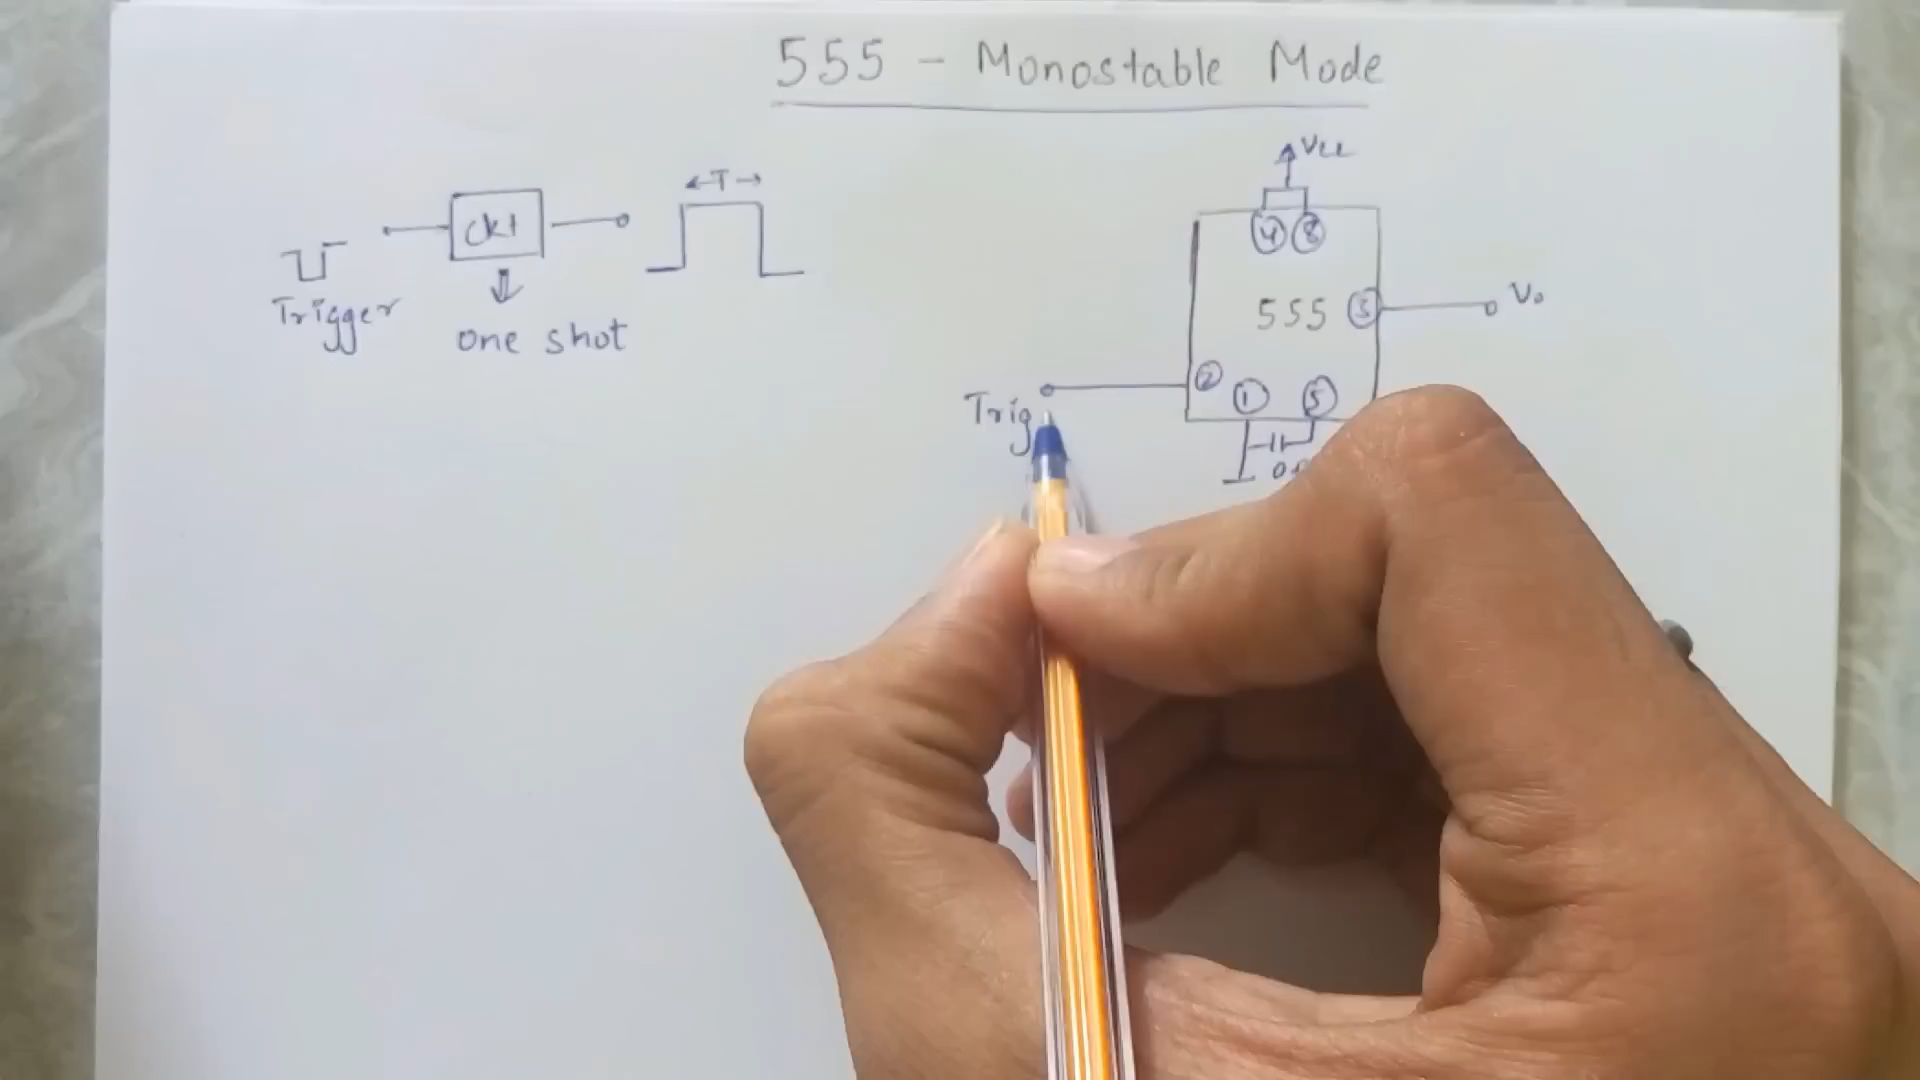 555 - Monostable Mode
Vcc
T
Ckt
4 8
Trigger
one shot
555 3
Vo
2
1 5
Trig